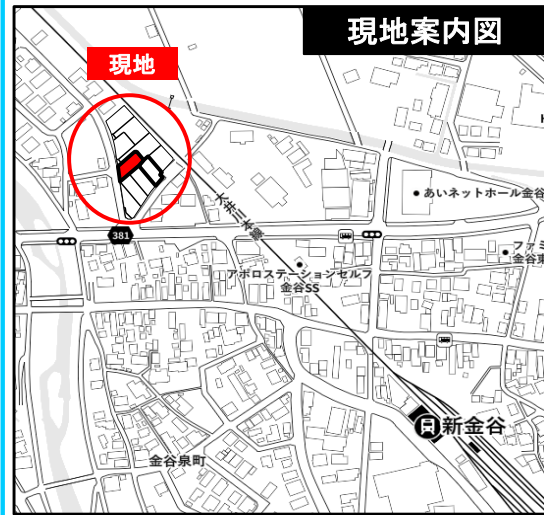 現地案内図
現地
あいネットホール金谷
大井川本線
381
ファミ
金谷東
アポロステーションセルフ
金谷SS
新金谷
金谷泉町